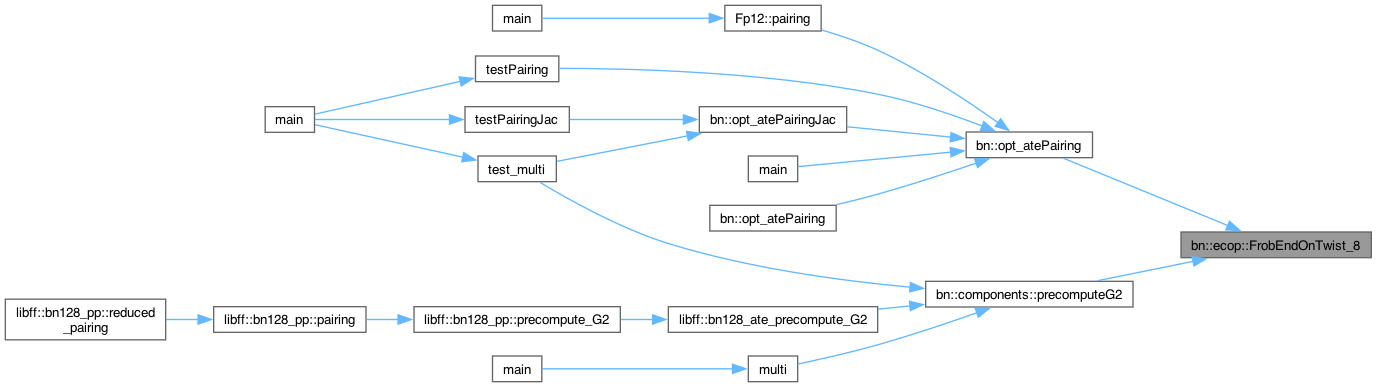 main
Fp12::pairing
testPairing
main
testPairingJac
bn::opt_atePairingJac
test_multi
main
bn::opt_atePairing
bn::opt_atePairing
bn::ecop::FrobEndOnTwist_8
bn::components::precomputeG2
libff::bn128_pp::reduced
_pairing
libff::bn128_pp::pairing
libff::bn128_pp::precompute_G2
libff::bn128_ate_precompute_G2
main
multi